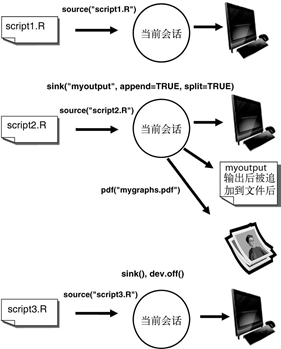 source("script1.R")
script1.R
当前会话
sink("myoutput", append=TRUE, split=TRUE)
source("script2.R")
script2.R
当前会话
myoutput
输出后被追
加到文件后
pdf("mygraphs.pdf")
sink(), dev.off()
source("script3.R")
script3.R
当前会话